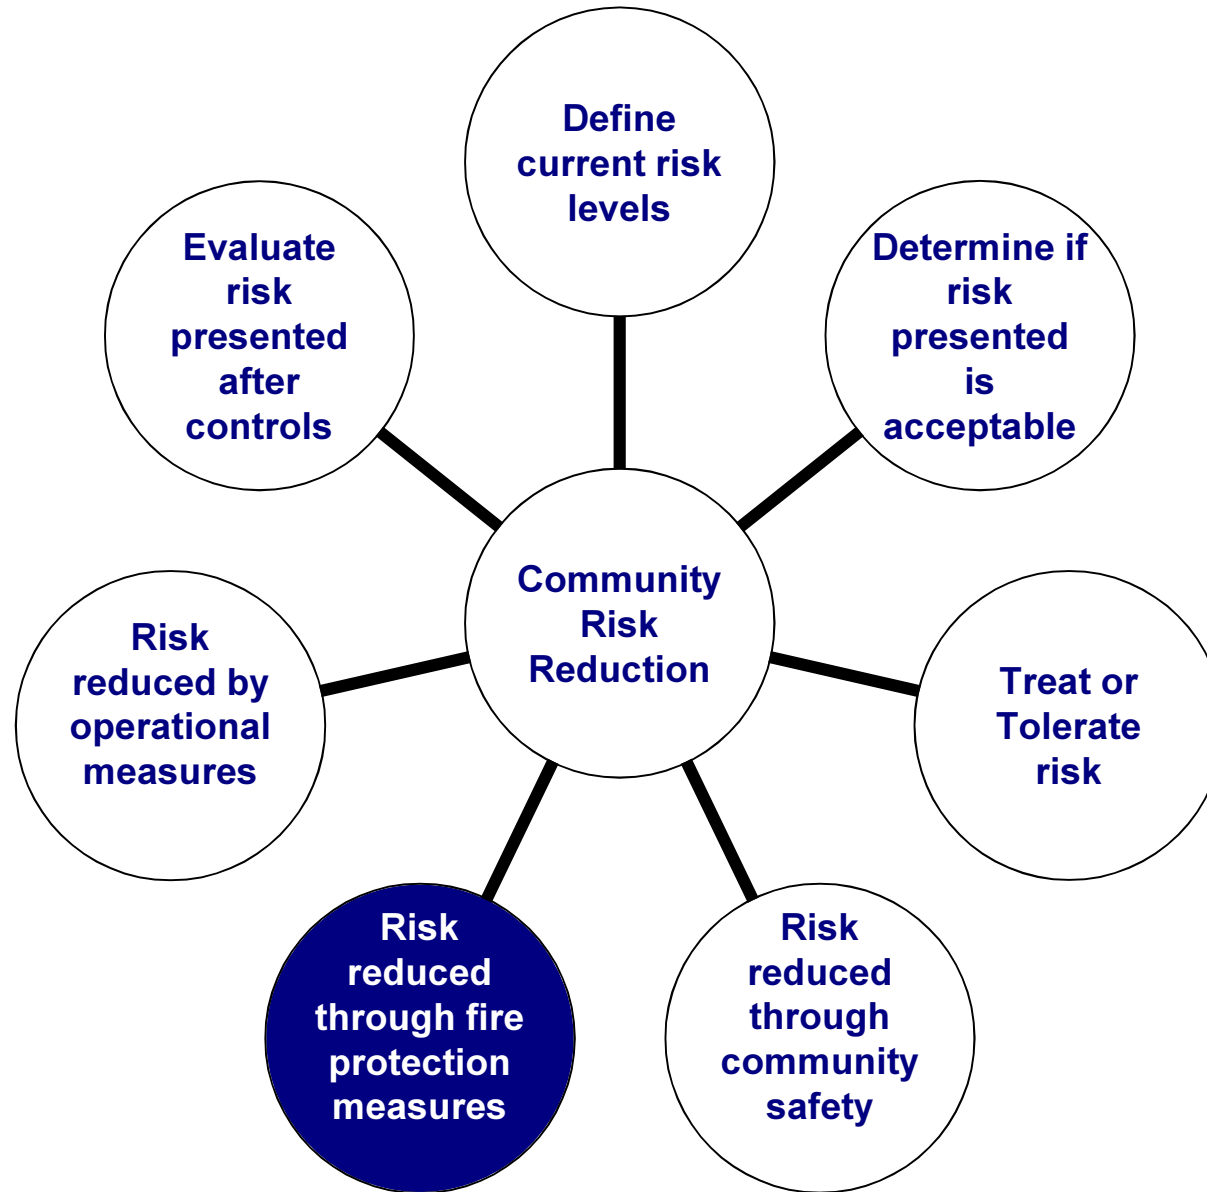 Define
current risk
levels
Determine if
risk
presented
is
acceptable
Treat or
Tolerate
risk
Risk
reduced
through
community
safety
Risk
reduced
through fire
protection
measures
Risk
reduced by
operational
measures
Evaluate
risk
presented
after
controls
Community
Risk
Reduction